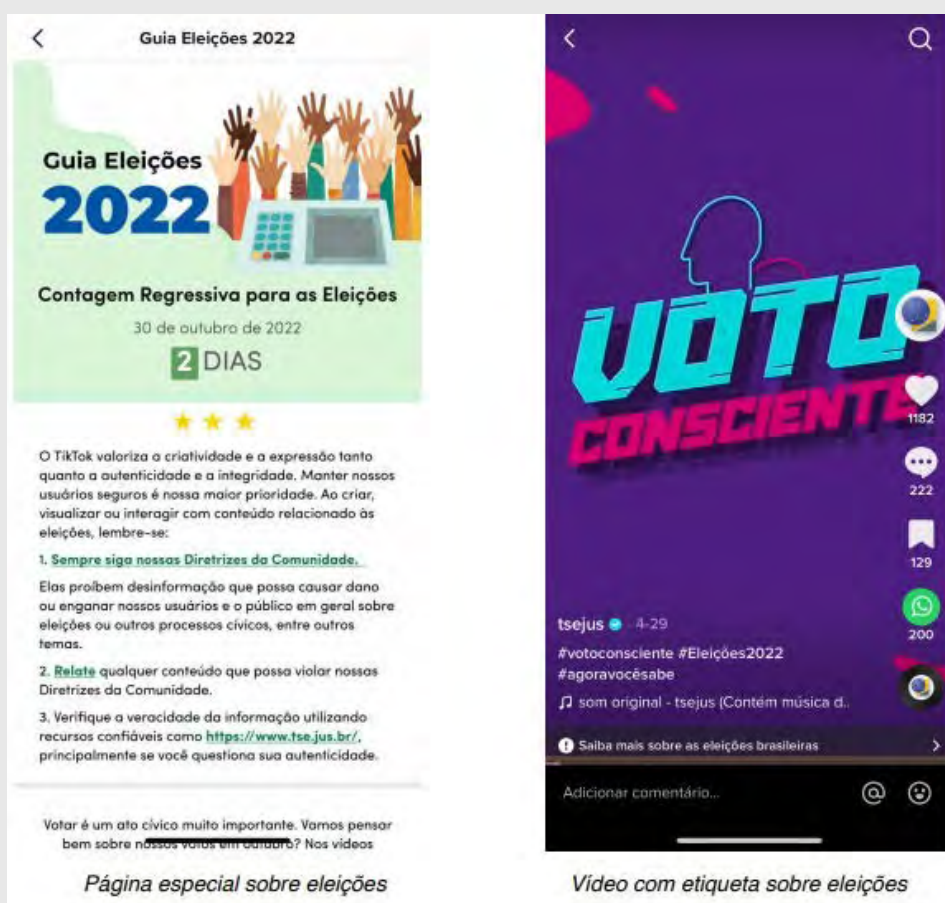 Guia Eleições 2022
Guia Eleições
2022
Contagem Regressiva para as Eleições
30 de outubro de 2022
2 DIAS
O TikTok valoriza a criatividade e a expressão tanto
quanto a autenticidade e a integridade. Manter nossos
usuários seguros é nossa maior prioridade. Ao criar,
visualizar ou interagir com conteúdo relacionado às
eleições, lembre-se:
1. Sempre siga nossas Diretrizes da Comunidade.
Elas proíbem desinformação que possa causar dano
ou enganar nossos usuários e o público em geral sobre
eleições ou outros processos cívicos, entre outros
temas.
2. Relate qualquer conteúdo que possa violar nossas
Diretrizes da Comunidade.
3. Verifique a veracidade da informação utilizando
recursos confiáveis como https://www.tse.jus.br/,
principalmente se você questiona sua autenticidade.
Votar é um ato cívico muito importante. Vamos pensar
bem sobre nossos votos em outubro? Nos vídeos
Página especial sobre eleições
VOTO
CONSCIENTE
1182
222
129
200
tsejus 4-29
#votoconsciente #Eleições2022
#agoravocêsabe
som original - tsejus (Contém música d..
Saiba mais sobre as eleições brasileiras
Adicionar comentário...
Vídeo com etiqueta sobre eleições